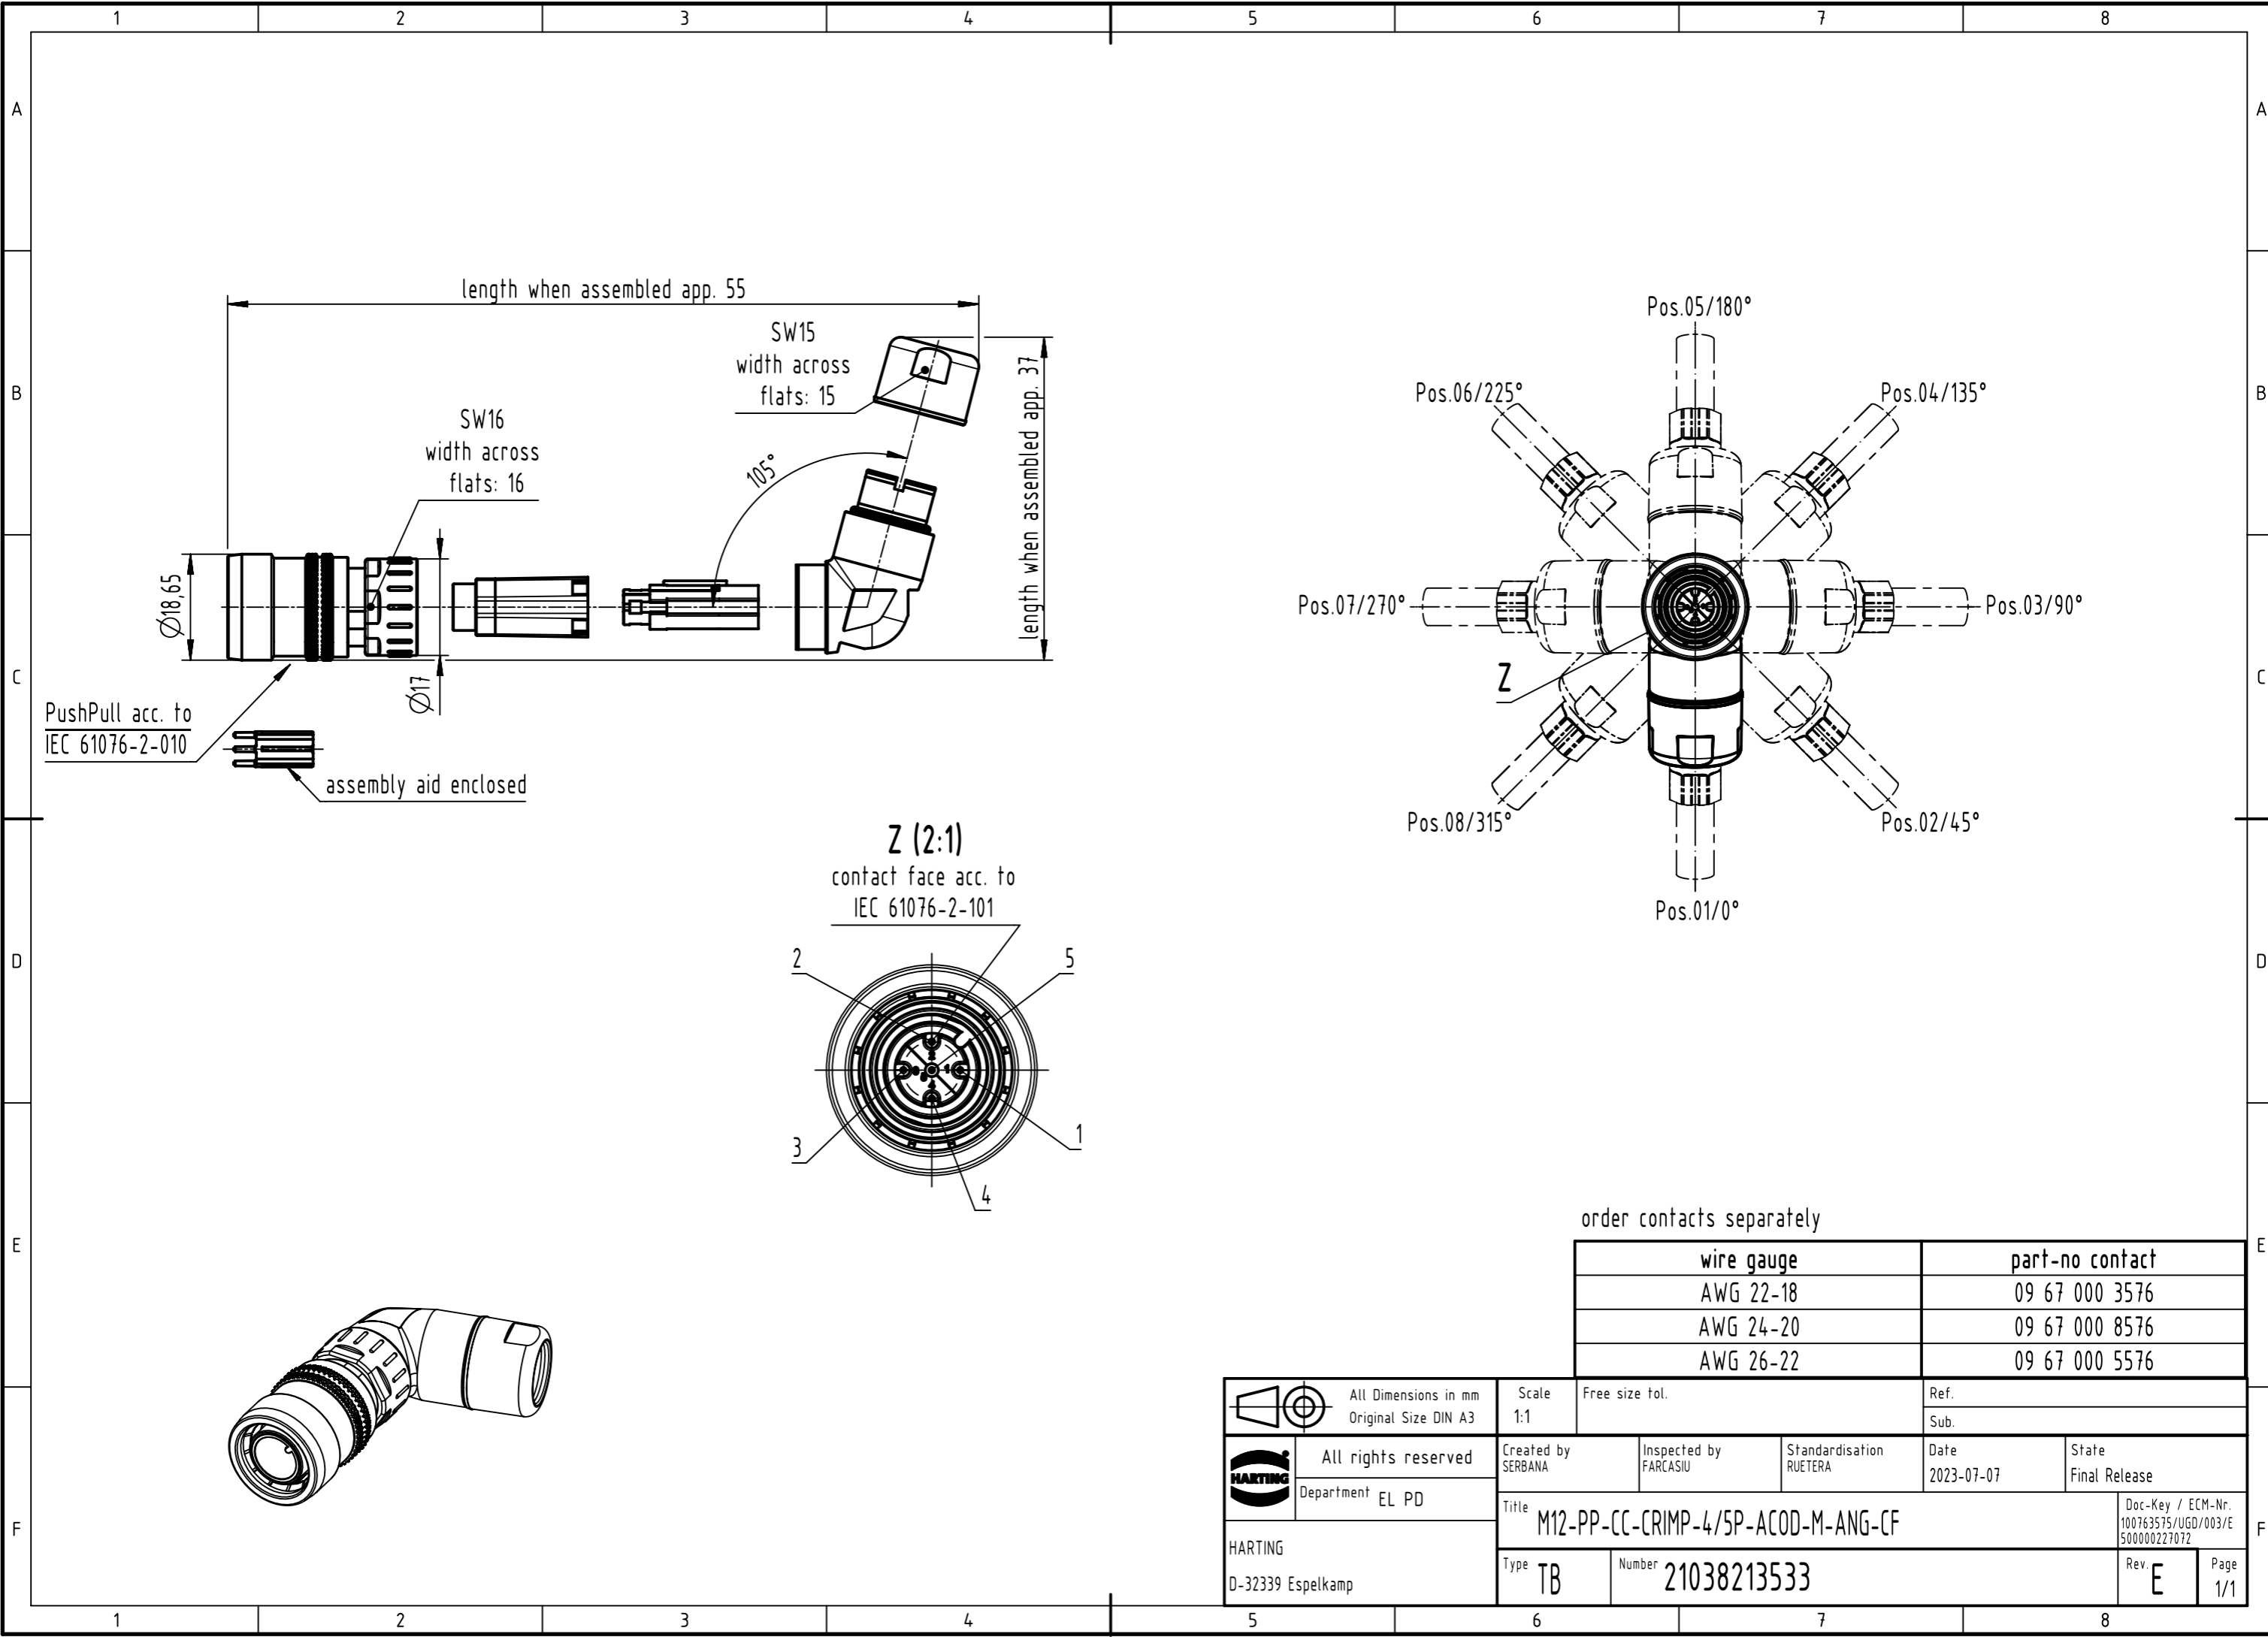 1 2 3 4 5 6 7 8
A A
B B
C C
D D
E E
F F
length when assembled app. 55
SW15
width across
flats: 15
SW16
width across
flats: 16
105°
length when assembled app. 37
Ø18,65
Ø17
PushPull acc. to
IEC 61076-2-010
assembly aid enclosed
Pos.05/180°
Pos.06/225°
Pos.04/135°
Pos.07/270°
Pos.03/90°
Z
Pos.08/315°
Pos.02/45°
Pos.01/0°
Z (2:1)
contact face acc. to
IEC 61076-2-101
2
5
3
1
4
order contacts separately
wire gauge part-no contact
AWG 22-18 09 67 000 3576
AWG 24-20 09 67 000 8576
AWG 26-22 09 67 000 5576
All Dimensions in mm
Original Size DIN A3
Scale
1:1
Free size tol.
Ref.
Sub.
HARTING
All rights reserved
Department EL PD
Created by
SERBANA
Inspected by
FARCASIU
Standardisation
RUETERA
Date
2023-07-07
State
Final Release
HARTING
D-32339 Espelkamp
Title M12-PP-CC-CRIMP-4/5P-ACOD-M-ANG-CF
Doc-Key / ECM-Nr.
100763575/UGD/003/E
500000227072
Type TB
Number 21038213533
Rev. E
Page
1/1
1 2 3 4 5 6 7 8